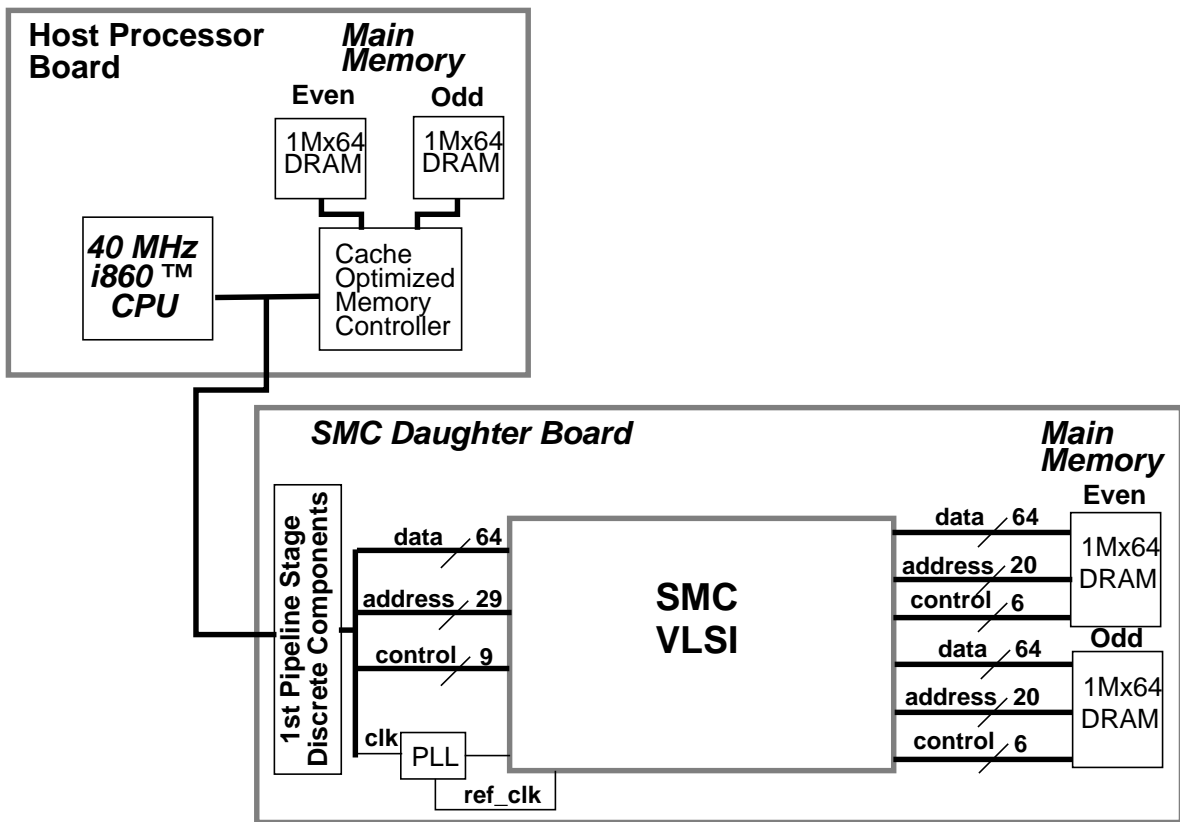 Host Processor
Board
Main
Memory
Even
Odd
1Mx64
DRAM
1Mx64
DRAM
40 MHz
i860 ™
CPU
Cache
Optimized
Memory
Controller
SMC Daughter Board
Main
Memory
1st Pipeline Stage
Discrete Components
data 64
address 29
control 9
clk
PLL
ref_clk
SMC
VLSI
Even
data 64
address 20
control 6
1Mx64
DRAM
Odd
data 64
address 20
control 6
1Mx64
DRAM